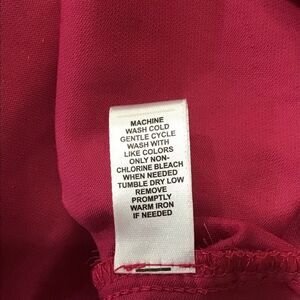 MACHINE
WASH COLD
GENTLE CYCLE
WASH WITH
LIKE COLORS
ONLY NON-
CHLORINE BLEACH
WHEN NEEDED
TUMBLE DRY LOW
REMOVE
PROMPTLY
WARM IRON
IF NEEDED